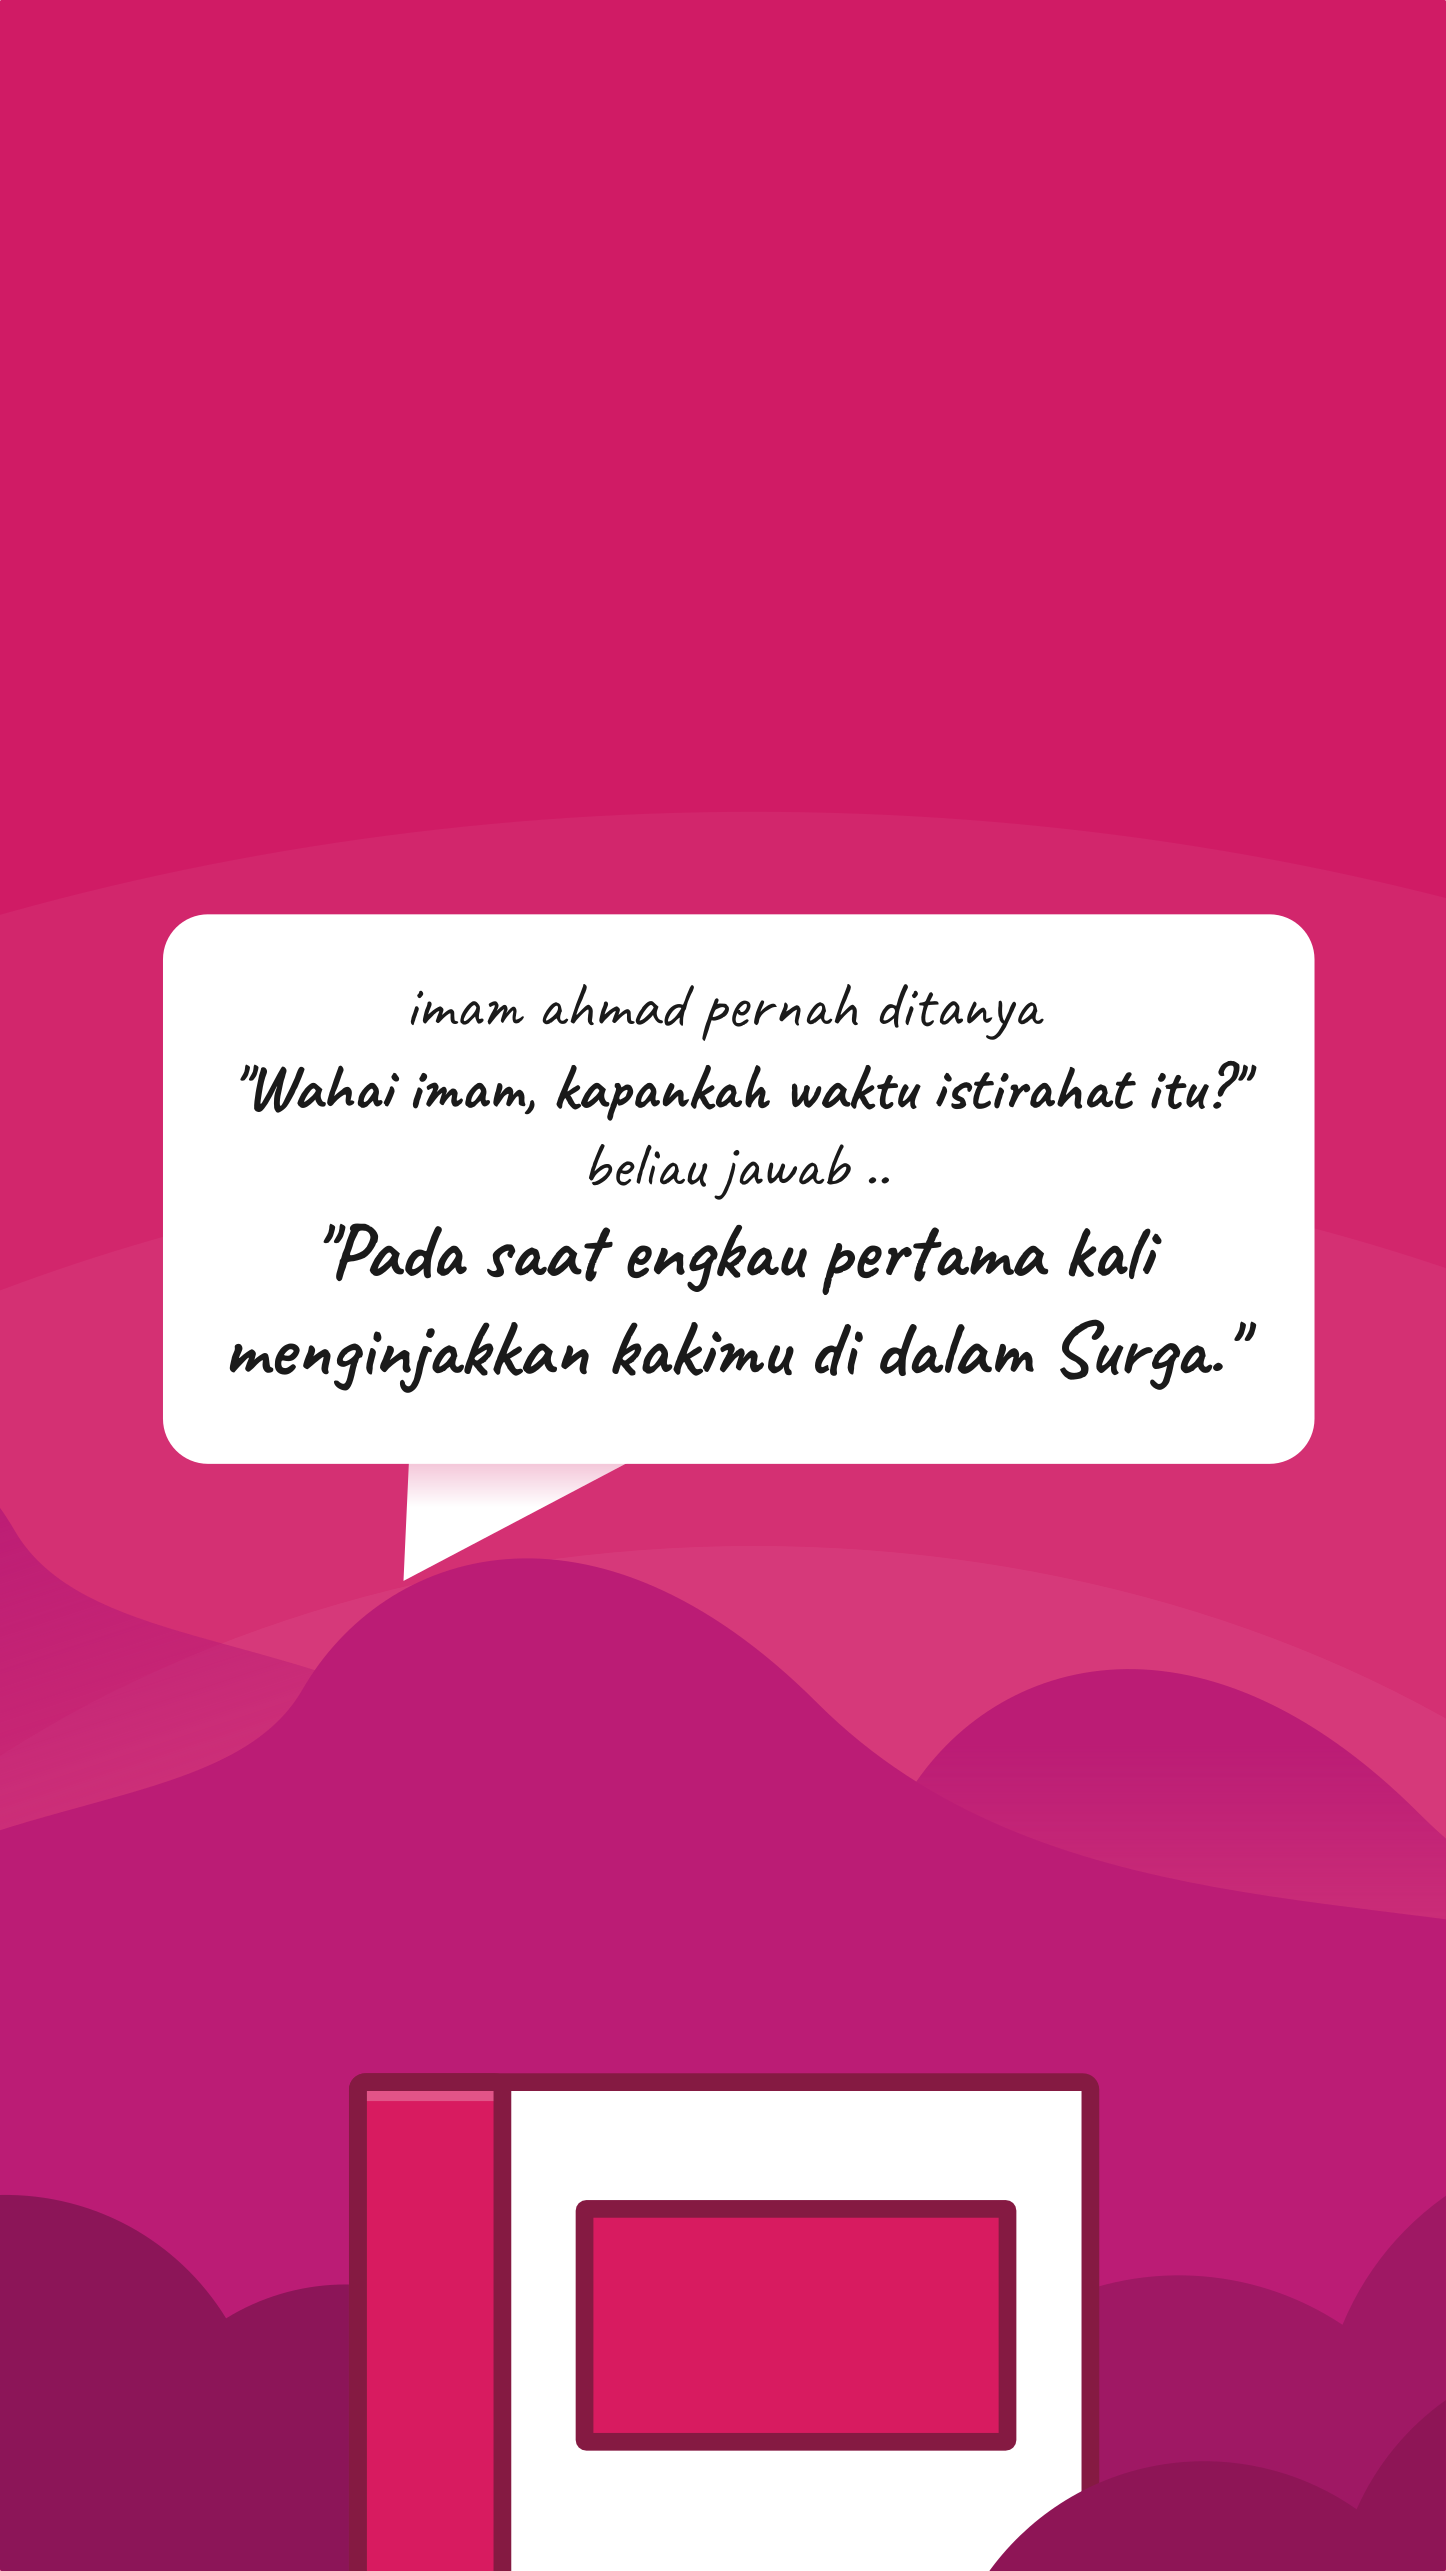 imam ahmad pernah ditanya
"Wahai imam, kapankah waktu istirahat itu?"
beliau jawab ..
"Pada saat engkau pertama kali
menginjakkan kakimu di dalam Surga."